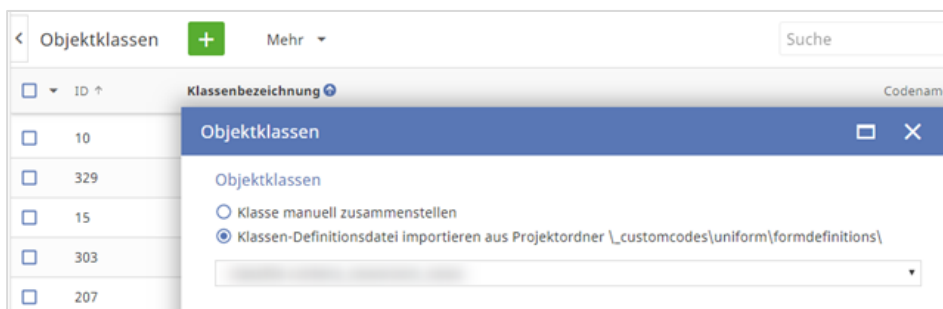 Objektklassen + Mehr Suche
ID ↑ Klassenbezeichnung Codenam
10
Objektklassen
329
Objektklassen
15
Klasse manuell zusammenstellen
Klassen-Definitionsdatei importieren aus Projektordner \_customcodes\uniform\formdefinitions\
303
207